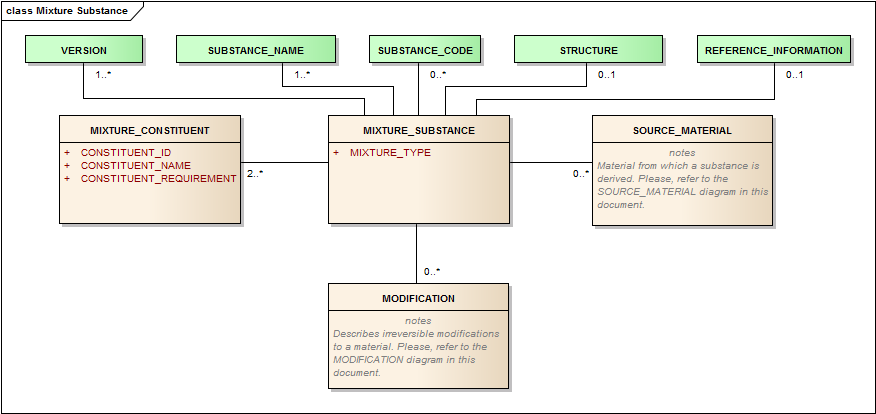 class Mixture Substance
VERSION
SUBSTANCE_NAME
SUBSTANCE_CODE
STRUCTURE
REFERENCE_INFORMATION
1..*
1..*
0..*
0..1
0..1
MIXTURE_CONSTITUENT
+ CONSTITUENT_ID
+ CONSTITUENT_NAME
+ CONSTITUENT_REQUIREMENT
2..*
MIXTURE_SUBSTANCE
+ MIXTURE_TYPE
0..*
SOURCE_MATERIAL
notes
Material from which a substance is
derived. Please, refer to the
SOURCE_MATERIAL diagram in this
document.
0..*
MODIFICATION
notes
Describes irreversible modifications
to a material. Please, refer to the
MODIFICATION diagram in this
document.